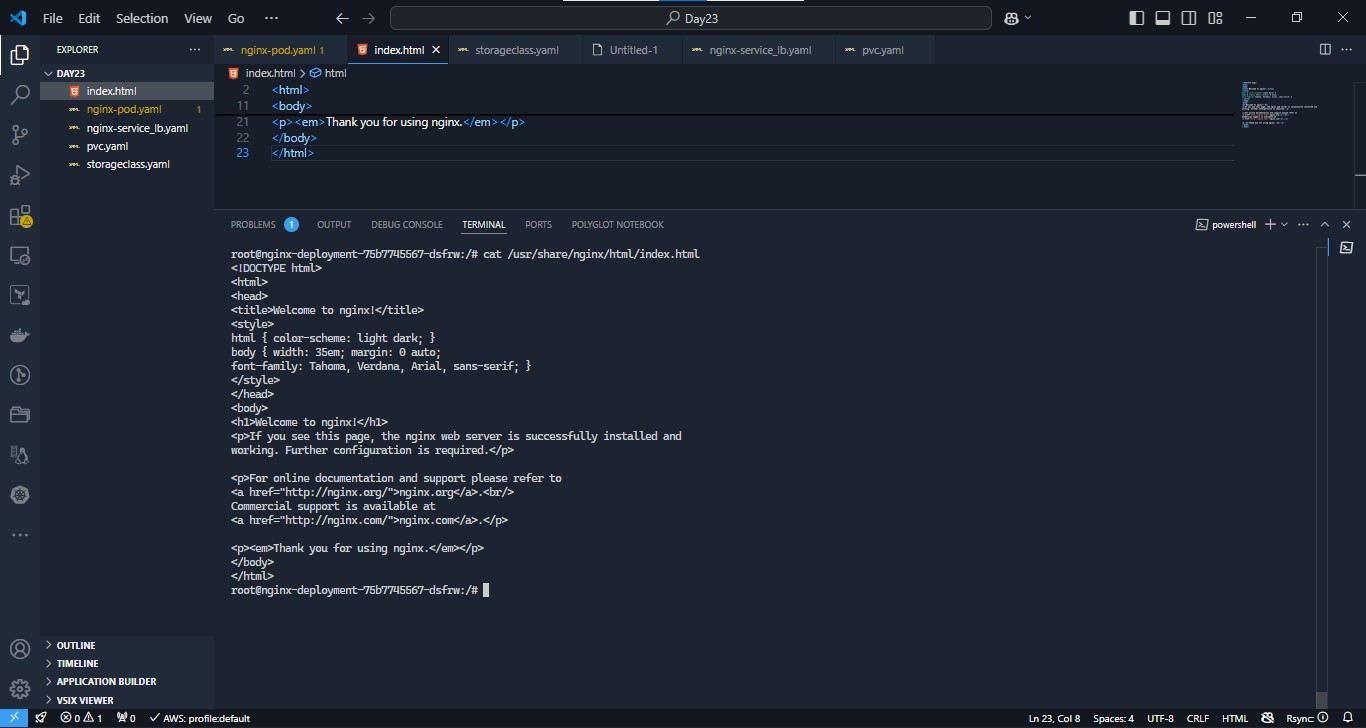 File Edit Selection View Go ··· Day23
EXPLORER ···
DAY23
index.html
nginx-pod.yaml 1
nginx-service_lb.yaml
pvc.yaml
storageclass.yaml
OUTLINE
TIMELINE
APPLICATION BUILDER
VSIX VIEWER
nginx-pod.yaml 1 index.html storageclass.yaml Untitled-1 nginx-service_lb.yaml pvc.yaml
index.html > html
2 <html>
11 <body>
21 <p><em>Thank you for using nginx.</em></p>
22 </body>
23 </html>
PROBLEMS 1 OUTPUT DEBUG CONSOLE TERMINAL PORTS POLYGLOT NOTEBOOK powershell
root@nginx-deployment-75b7745567-dsfrw:/# cat /usr/share/nginx/html/index.html
<!DOCTYPE html>
<html>
<head>
<title>Welcome to nginx!</title>
<style>
html { color-scheme: light dark; }
body { width: 35em; margin: 0 auto;
font-family: Tahoma, Verdana, Arial, sans-serif; }
</style>
</head>
<body>
<h1>Welcome to nginx!</h1>
<p>If you see this page, the nginx web server is successfully installed and
working. Further configuration is required.</p>
<p>For online documentation and support please refer to
<a href="http://nginx.org/">nginx.org</a>.<br/>
Commercial support is available at
<a href="http://nginx.com/">nginx.com</a>.</p>
<p><em>Thank you for using nginx.</em></p>
</body>
</html>
root@nginx-deployment-75b7745567-dsfrw:/#
0 1 0 AWS: profile:default Ln 23, Col 8 Spaces: 4 UTF-8 CRLF HTML Rsync: